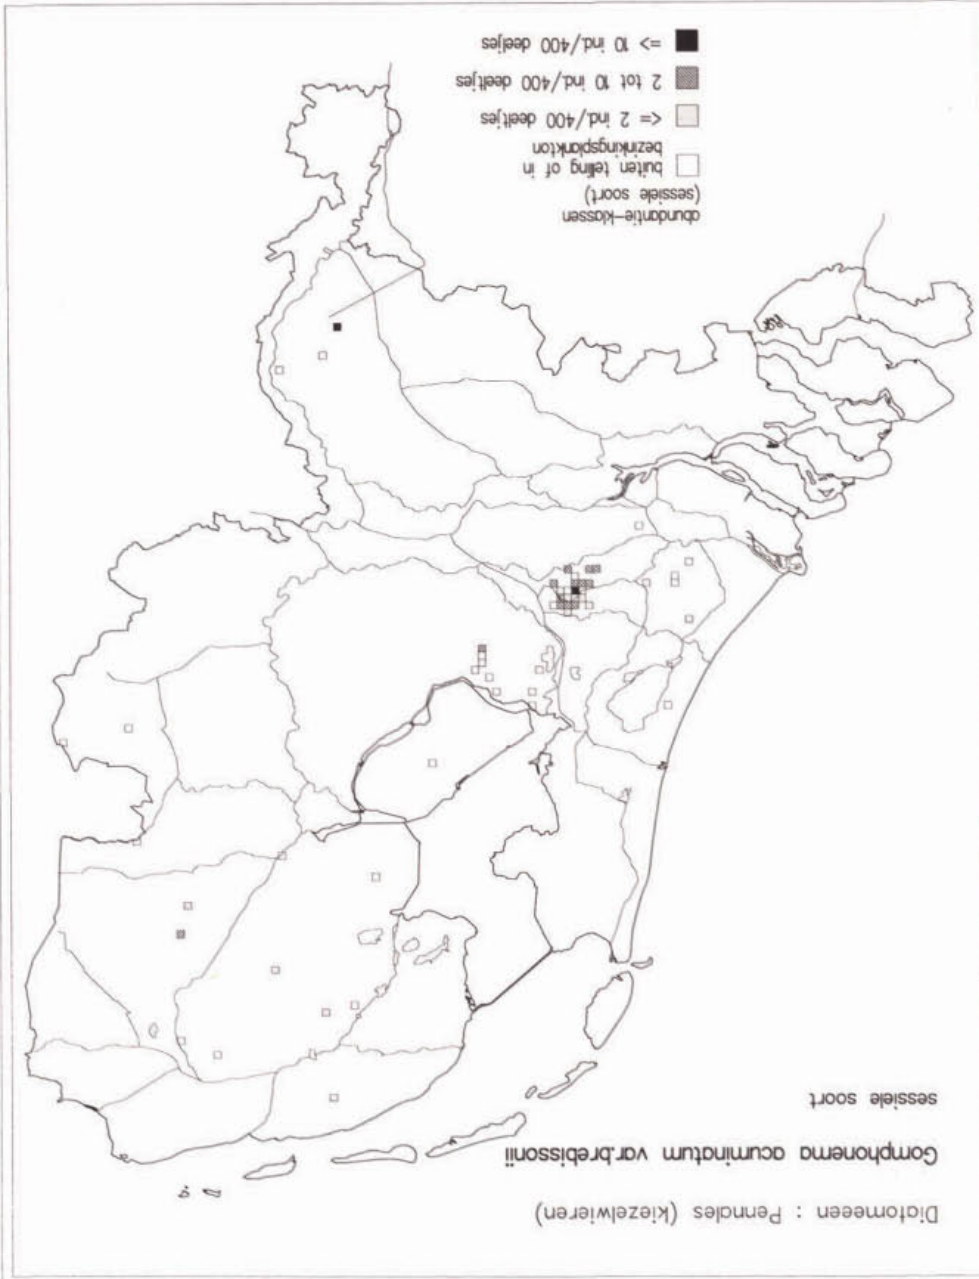 Diatomeeen : Pennales (kiezelwieren)
Gomphonema acuminatum var.brebissonii
sessiele soort
abundantie-klassen
(sessiele soort)
buiten telling of in
bezinkingsplankton
<= 2 ind./400 deeltjes
2 tot 10 ind./400 deeltjes
=> 10 ind./400 deeltjes